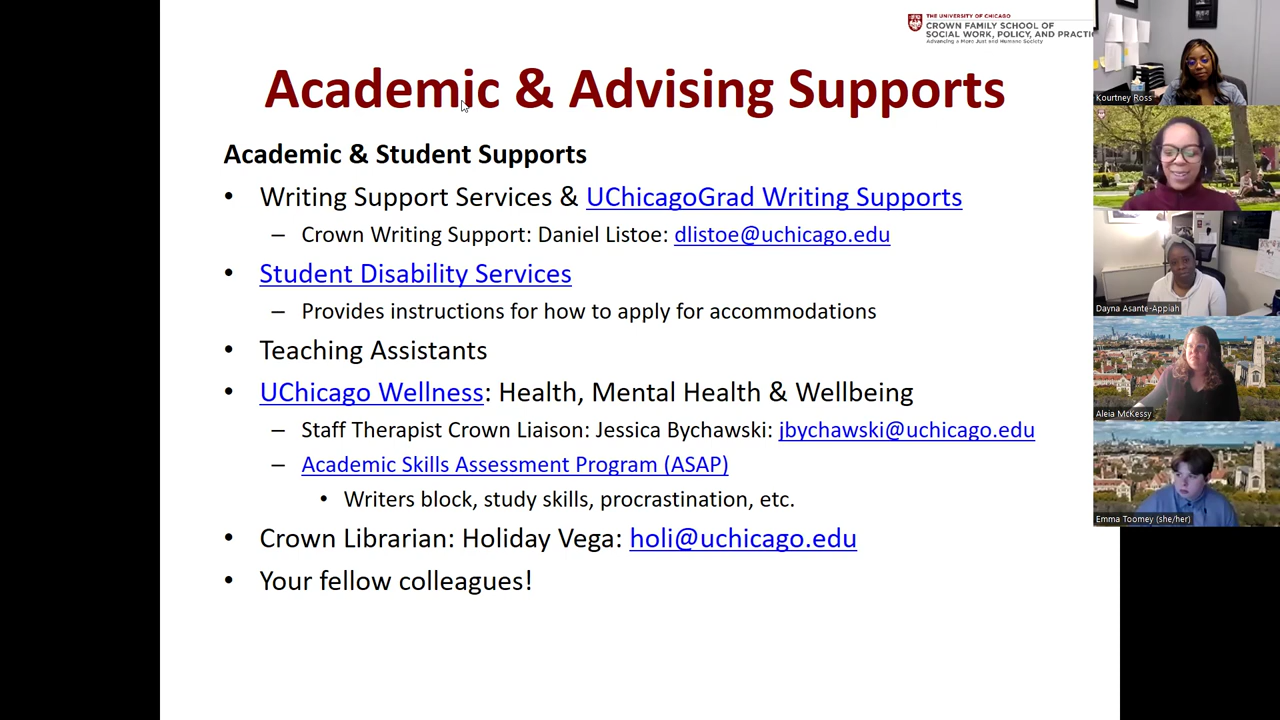 THE UNIVERSITY OF CHICAGO
CROWN FAMILY SCHOOL OF
SOCIAL WORK, POLICY, AND PRACTI
Advancing a More Just and Humane Society
Academic & Advising Supports
Academic & Student Supports
• Writing Support Services & UChicagoGrad Writing Supports
– Crown Writing Support: Daniel Listoe: dlistoe@uchicago.edu
• Student Disability Services
– Provides instructions for how to apply for accommodations
• Teaching Assistants
• UChicago Wellness: Health, Mental Health & Wellbeing
– Staff Therapist Crown Liaison: Jessica Bychawski: jbychawski@uchicago.edu
– Academic Skills Assessment Program (ASAP)
• Writers block, study skills, procrastination, etc.
• Crown Librarian: Holiday Vega: holi@uchicago.edu
• Your fellow colleagues!
Kourtney Ross
Dayna Asante-Appiah
Aleia McKessy
Emma Toomey (she/her)